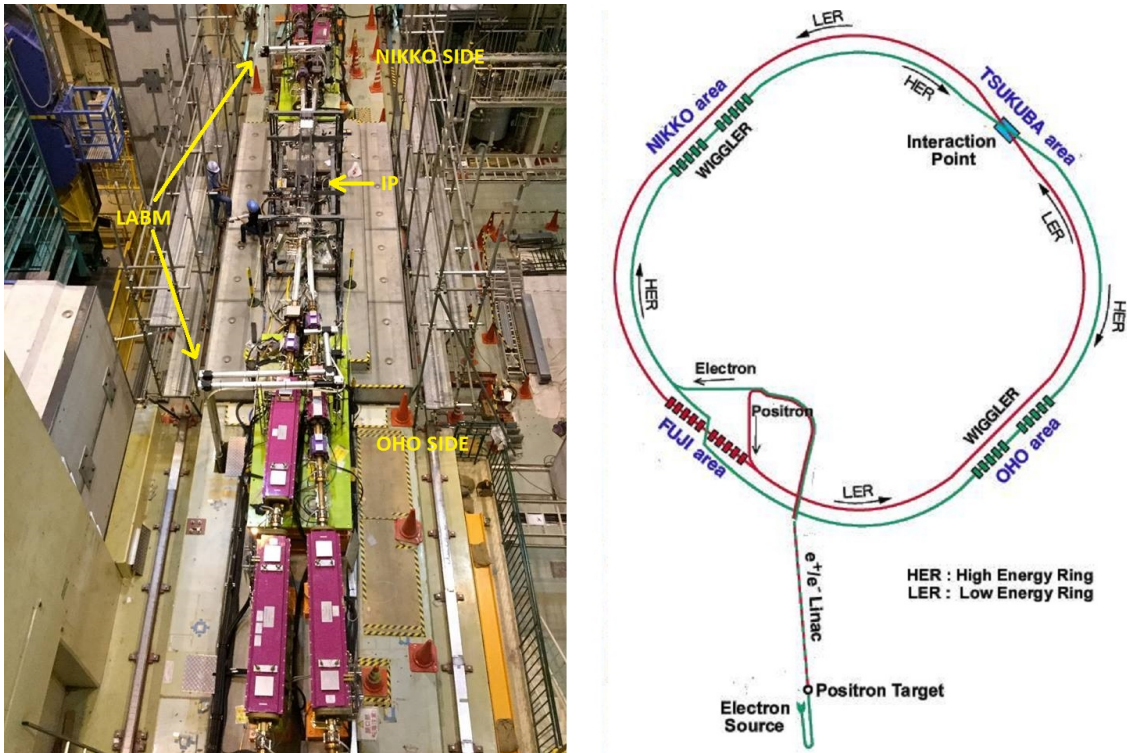 NIKKO SIDE
IP
LABM
OHO SIDE
LER
HER
NIKKO area
WIGGLER
TSUKUBA area
Interaction
Point
LER
HER
HER
Electron
Positron
FUJI area
WIGGLER
OHO area
LER
e+/e- Linac
HER : High Energy Ring
LER : Low Energy Ring
Positron Target
Electron
Source